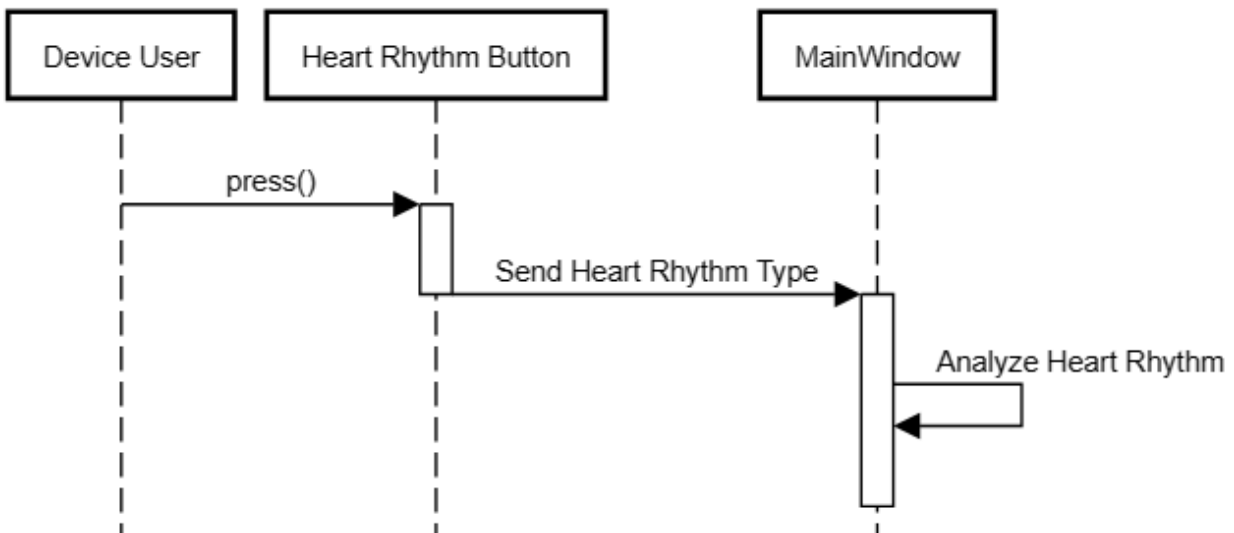 Device User
Heart Rhythm Button
MainWindow
press()
Send Heart Rhythm Type
Analyze Heart Rhythm